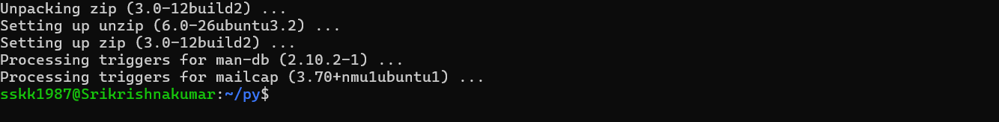 Unpacking zip (3.0-12build2) ...
Setting up unzip (6.0-26ubuntu3.2) ...
Setting up zip (3.0-12build2) ...
Processing triggers for man-db (2.10.2-1) ...
Processing triggers for mailcap (3.70+nmu1ubuntu1) ...
sskk1987@Srikrishnakumar:~/py$